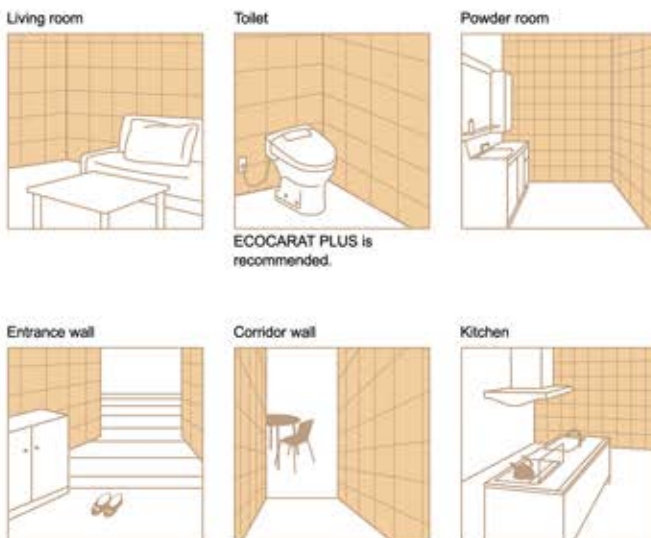 Living room
Toilet
Powder room
ECOCARAT PLUS is
recommended.
Entrance wall
Corridor wall
Kitchen